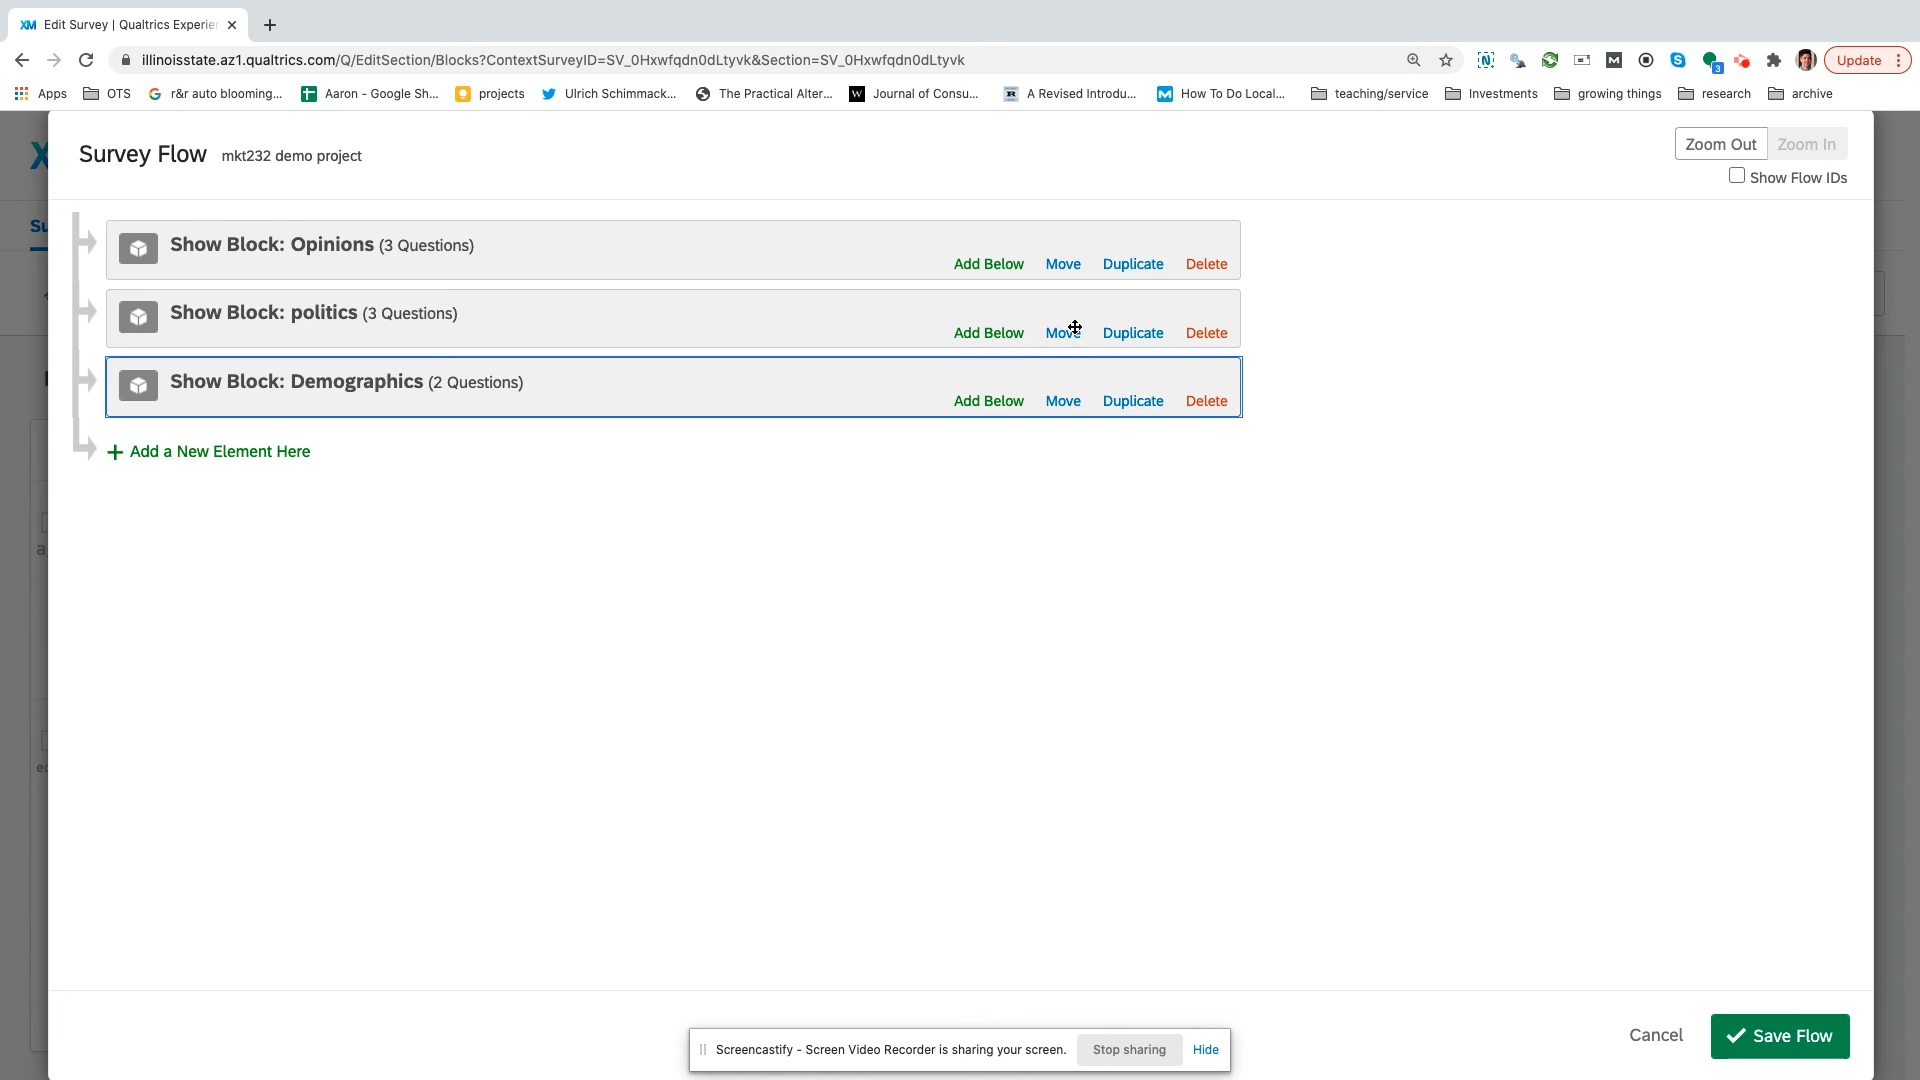 XM Edit Survey | Qualtrics Experie
illinoisstate.az1.qualtrics.com/Q/EditSection/Blocks?ContextSurveyID=SV_0Hxwfqdn0dLtyvk&Section=SV_0Hxwfqdn0dLtyvk
3
Update
Apps OTS r&r auto blooming... Aaron - Google Sh... projects Ulrich Schimmack... The Practical Alter... Journal of Consu... A Revised Introdu... How To Do Local... teaching/service Investments growing things research archive
Survey Flow mkt232 demo project
Zoom Out Zoom In
Show Flow IDs
Show Block: Opinions (3 Questions)
Add Below Move Duplicate Delete
Show Block: politics (3 Questions)
Add Below Move Duplicate Delete
Show Block: Demographics (2 Questions)
Add Below Move Duplicate Delete
+ Add a New Element Here
Cancel Save Flow
Screencastify - Screen Video Recorder is sharing your screen. Stop sharing Hide